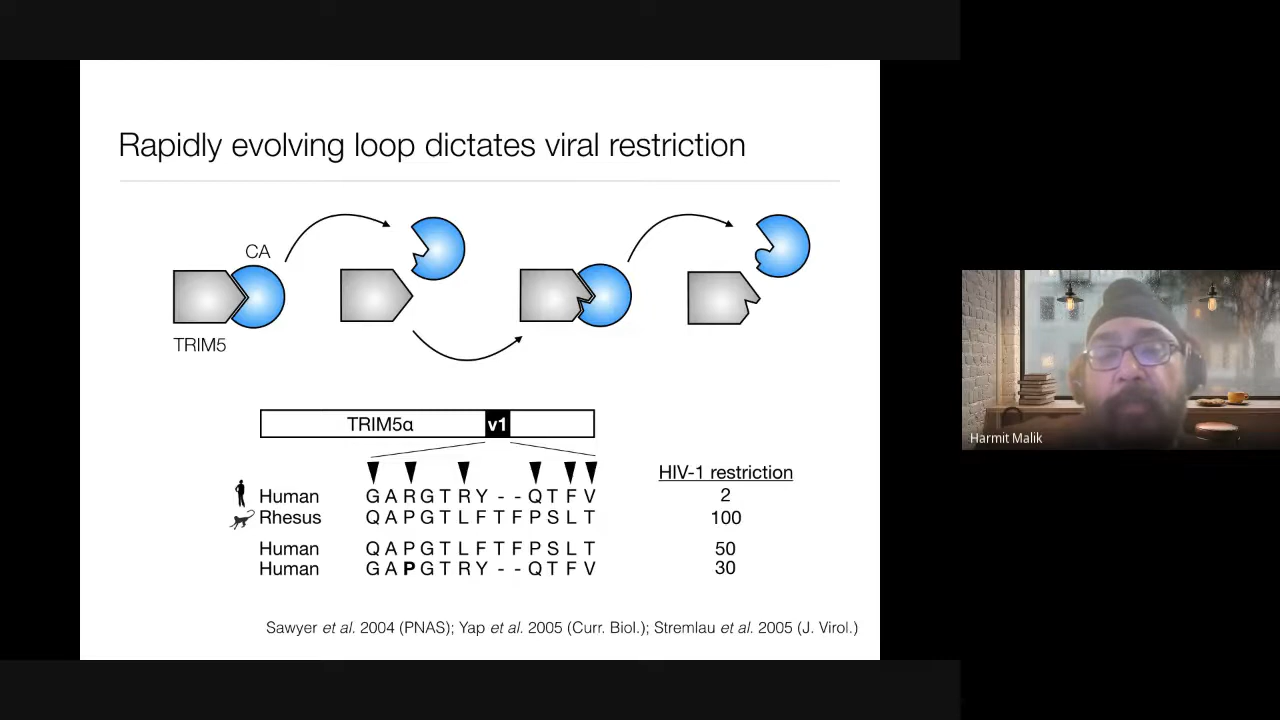 Rapidly evolving loop dictates viral restriction
CA
TRIM5
TRIM5α v1
HIV-1 restriction
Human G A R G T R Y - - Q T F V 2
Rhesus Q A P G T L F T F P S L T 100
Human Q A P G T L F T F P S L T 50
Human G A P G T R Y - - Q T F V 30
Sawyer et al. 2004 (PNAS); Yap et al. 2005 (Curr. Biol.); Stremlau et al. 2005 (J. Virol.)
Harmit Malik